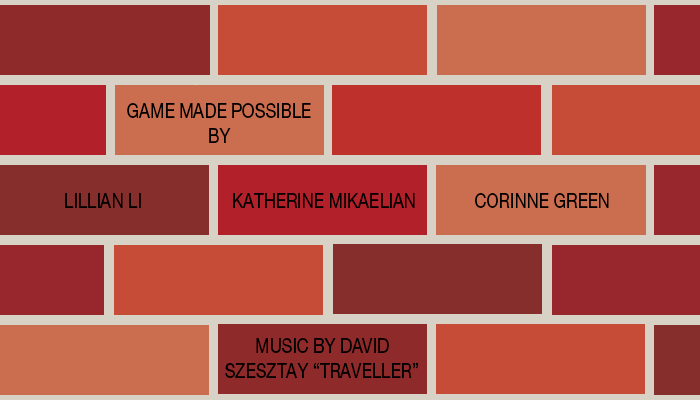 GAME MADE POSSIBLE
BY
LILLIAN LI
KATHERINE MIKAELIAN
CORINNE GREEN
MUSIC BY DAVID
SZESZTAY “TRAVELLER”